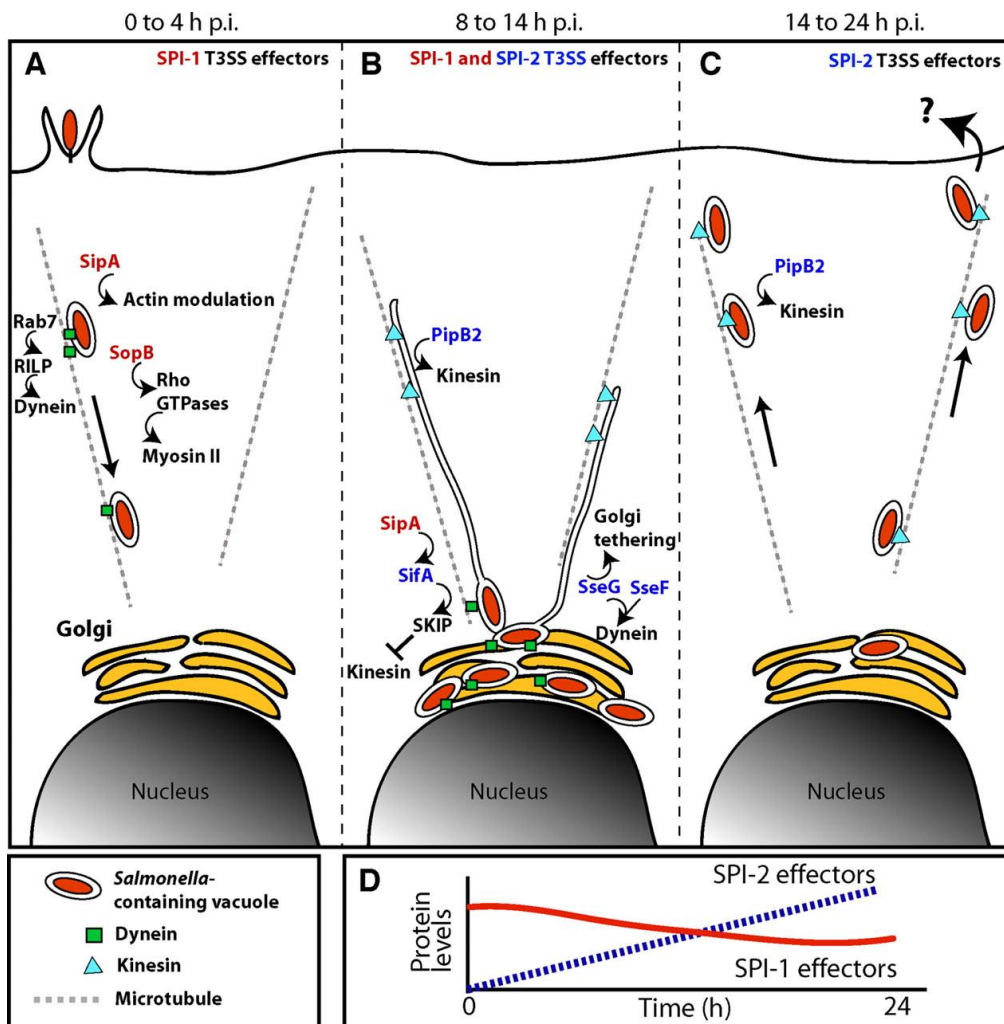 0 to 4 h p.i.
8 to 14 h p.i.
14 to 24 h p.i.
A
SPI-1 T3SS effectors
SipA
Actin modulation
Rab7
RILP
Dynein
SopB
Rho
GTPases
Myosin II
Golgi
Nucleus
B
SPI-1 and SPI-2 T3SS effectors
PipB2
Kinesin
SipA
SifA
SKIP
Kinesin
Golgi
tethering
SseG
SseF
Dynein
Nucleus
C
SPI-2 T3SS effectors
?
PipB2
Kinesin
Nucleus
Salmonella-
containing vacuole
Dynein
Kinesin
Microtubule
D
SPI-2 effectors
Protein
levels
SPI-1 effectors
0
Time (h)
24